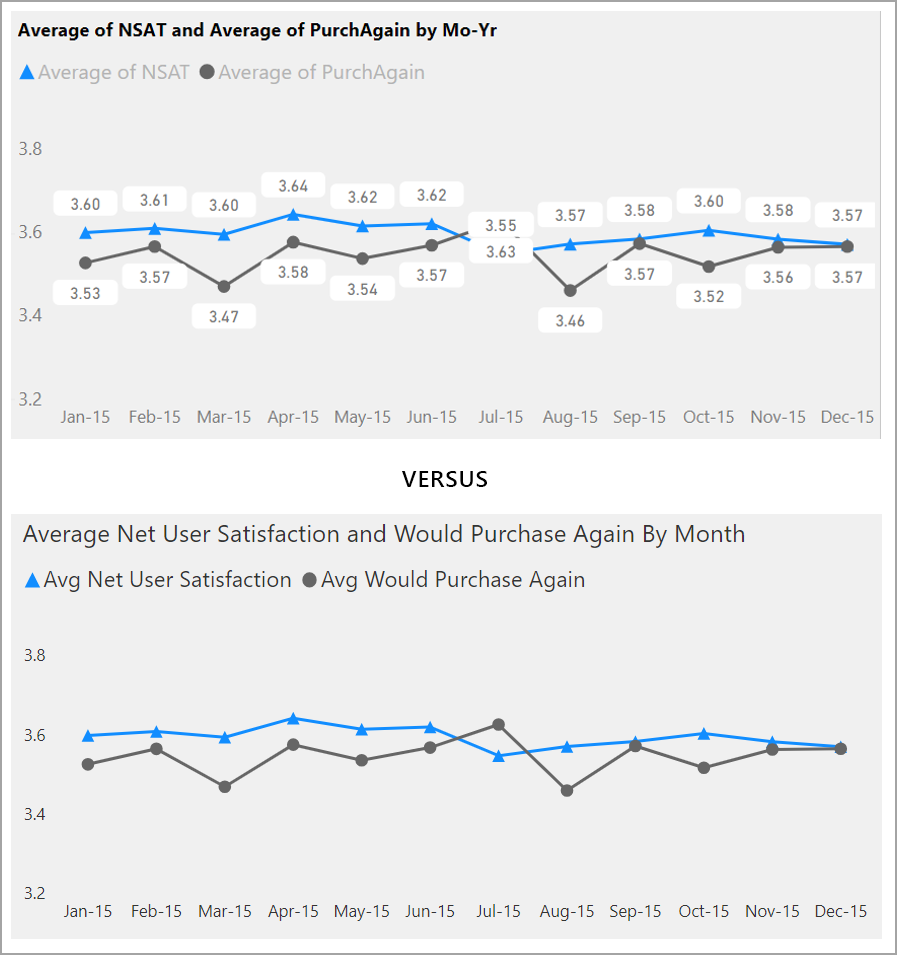 Average of NSAT and Average of PurchAgain by Mo-Yr
Average of NSAT Average of PurchAgain
3.8
3.60 3.61 3.60 3.64 3.62 3.62 3.55 3.57 3.58 3.60 3.58 3.57
3.6
3.53 3.57 3.47 3.58 3.54 3.57 3.63 3.46 3.57 3.52 3.56 3.57
3.4
3.2
Jan-15 Feb-15 Mar-15 Apr-15 May-15 Jun-15 Jul-15 Aug-15 Sep-15 Oct-15 Nov-15 Dec-15
VERSUS
Average Net User Satisfaction and Would Purchase Again By Month
Avg Net User Satisfaction Avg Would Purchase Again
3.8
3.6
3.4
3.2
Jan-15 Feb-15 Mar-15 Apr-15 May-15 Jun-15 Jul-15 Aug-15 Sep-15 Oct-15 Nov-15 Dec-15